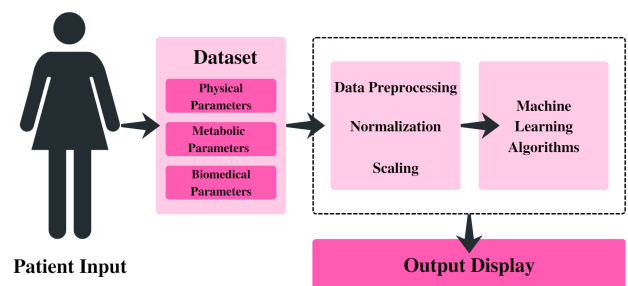 Dataset
Physical
Parameters
Metabolic
Parameters
Biomedical
Parameters
Data Preprocessing
Normalization
Scaling
Machine
Learning
Algorithms
Patient Input
Output Display